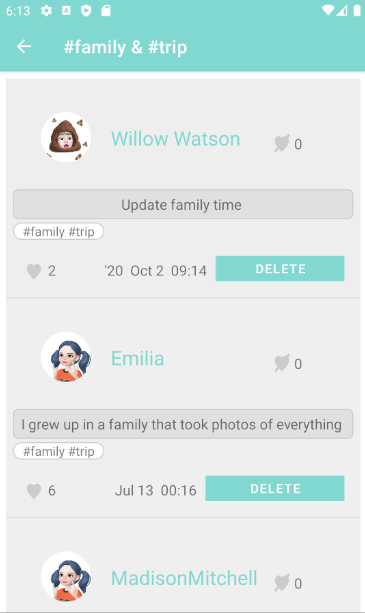 6:13
#family & #trip
Willow Watson
0
Update family time
#family #trip
2
'20 Oct 2 09:14
DELETE
Emilia
0
I grew up in a family that took photos of everything
#family #trip
6
Jul 13 00:16
DELETE
MadisonMitchell
0